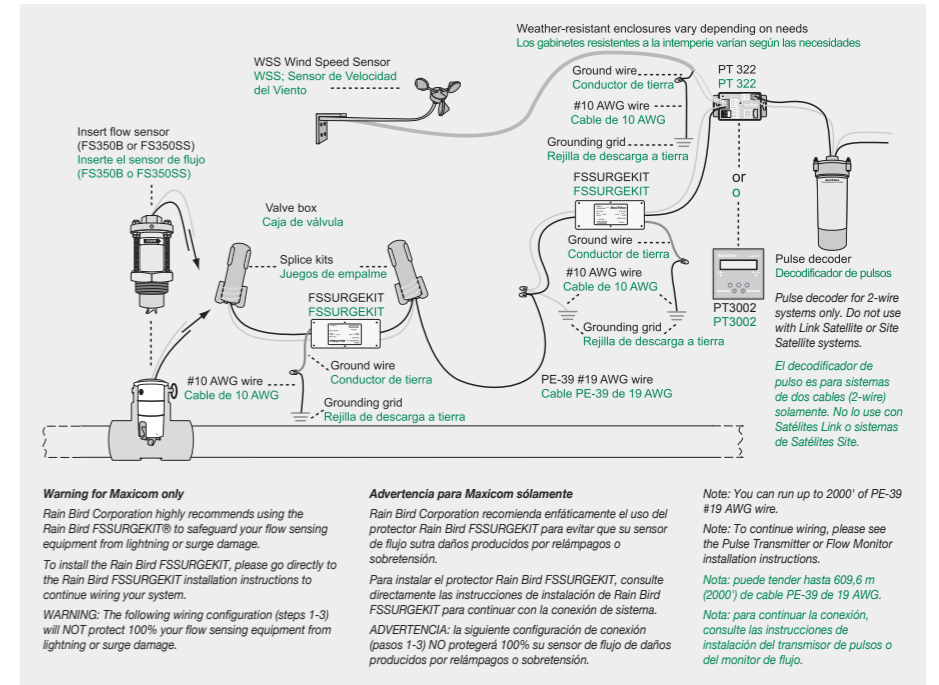 Weather-resistant enclosures vary depending on needs
Los gabinetes resistentes a la intemperie varían según las necesidades
WSS Wind Speed Sensor
WSS; Sensor de Velocidad
del Viento
Ground wire
Conductor de tierra
#10 AWG wire
Cable de 10 AWG
Grounding grid
Rejilla de descarga a tierra
PT 322
PT 322
or
o
Insert flow sensor
(FS350B or FS350SS)
Inserte el sensor de flujo
(FS350B o FS350SS)
Valve box
Caja de válvula
Splice kits
Juegos de empalme
FSSURGEKIT
FSSURGEKIT
FSSURGEKIT
FSSURGEKIT
Ground wire
Conductor de tierra
#10 AWG wire
Cable de 10 AWG
Grounding grid
Rejilla de descarga a tierra
PT3002
PT3002
Pulse decoder
Decodificador de pulsos
Pulse decoder for 2-wire
systems only. Do not use
with Link Satellite or Site
Satellite systems.
El decodificador de
pulso es para sistemas
de dos cables (2-wire)
solamente. No lo use con
Satélites Link o sistemas
de Satélites Site.
#10 AWG wire
Cable de 10 AWG
Ground wire
Conductor de tierra
Grounding grid
Rejilla de descarga a tierra
PE-39 #19 AWG wire
Cable PE-39 de 19 AWG
Warning for Maxicom only
Rain Bird Corporation highly recommends using the
Rain Bird FSSURGEKIT® to safeguard your flow sensing
equipment from lightning or surge damage.
To install the Rain Bird FSSURGEKIT, please go directly to
the Rain Bird FSSURGEKIT installation instructions to
continue wiring your system.
WARNING: The following wiring configuration (steps 1-3)
will NOT protect 100% your flow sensing equipment from
lightning or surge damage.
Advertencia para Maxicom sólamente
Rain Bird Corporation recomienda enfáticamente el uso del
protector Rain Bird FSSURGEKIT para evitar que su sensor
de flujo sutra daños producidos por relámpagos o
sobretensión.
Para instalar el protector Rain Bird FSSURGEKIT, consulte
directamente las instrucciones de instalación de Rain Bird
FSSURGEKIT para continuar con la conexión de sistema.
ADVERTENCIA: la siguiente configuración de conexión
(pasos 1-3) NO protegerá 100% su sensor de flujo de daños
producidos por relámpagos o sobretensión.
Note: You can run up to 2000' of PE-39
#19 AWG wire.
Note: To continue wiring, please see
the Pulse Transmitter or Flow Monitor
installation instructions.
Nota: puede tender hasta 609,6 m
(2000') de cable PE-39 de 19 AWG.
Nota: para continuar la conexión,
consulte las instrucciones de
instalación del transmisor de pulsos o
del monitor de flujo.